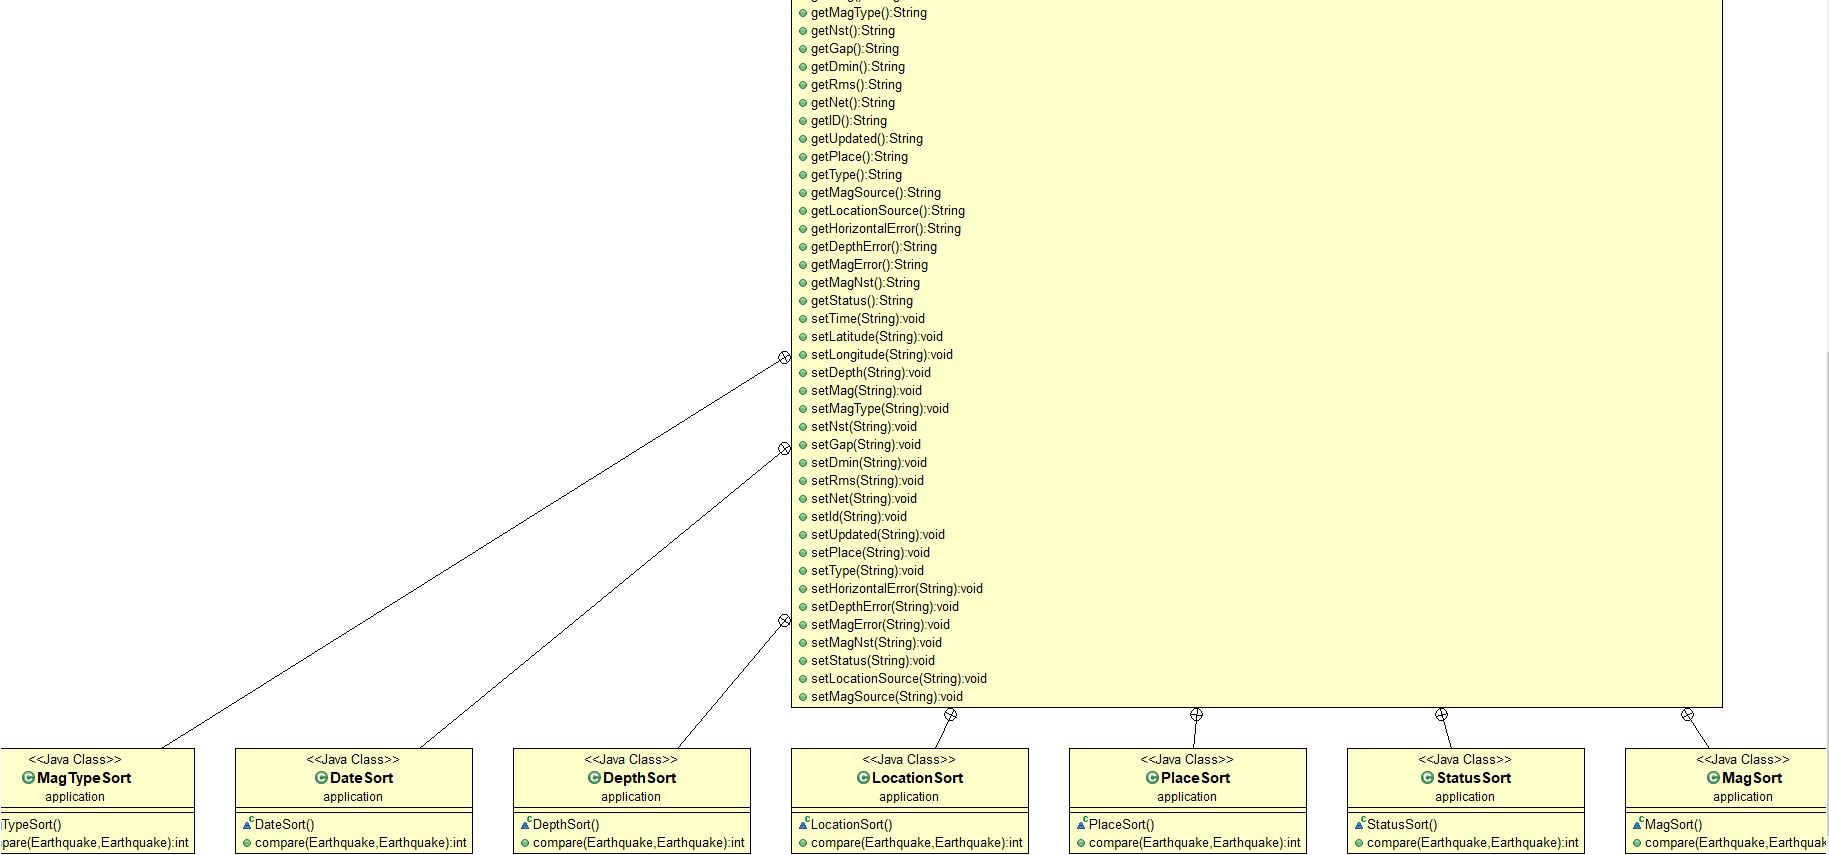 getMagType():String
getNst():String
getGap():String
getDmin():String
getRms():String
getNet():String
getID():String
getUpdated():String
getPlace():String
getType():String
getMagSource():String
getLocationSource():String
getHorizontalError():String
getDepthError():String
getMagError():String
getMagNst():String
getStatus():String
setTime(String):void
setLatitude(String):void
setLongitude(String):void
setDepth(String):void
setMag(String):void
setMagType(String):void
setNst(String):void
setGap(String):void
setDmin(String):void
setRms(String):void
setNet(String):void
setId(String):void
setUpdated(String):void
setPlace(String):void
setType(String):void
setHorizontalError(String):void
setDepthError(String):void
setMagError(String):void
setMagNst(String):void
setStatus(String):void
setLocationSource(String):void
setMagSource(String):void
<<Java Class>>
MagTypeSort
application
TypeSort()
pare(Earthquake,Earthquake):int
<<Java Class>>
DateSort
application
DateSort()
compare(Earthquake,Earthquake):int
<<Java Class>>
DepthSort
application
DepthSort()
compare(Earthquake,Earthquake):int
<<Java Class>>
LocationSort
application
LocationSort()
compare(Earthquake,Earthquake):int
<<Java Class>>
PlaceSort
application
PlaceSort()
compare(Earthquake,Earthquake):int
<<Java Class>>
StatusSort
application
StatusSort()
compare(Earthquake,Earthquake):int
<<Java Class>>
MagSort
application
MagSort()
compare(Earthquake,Earthquak